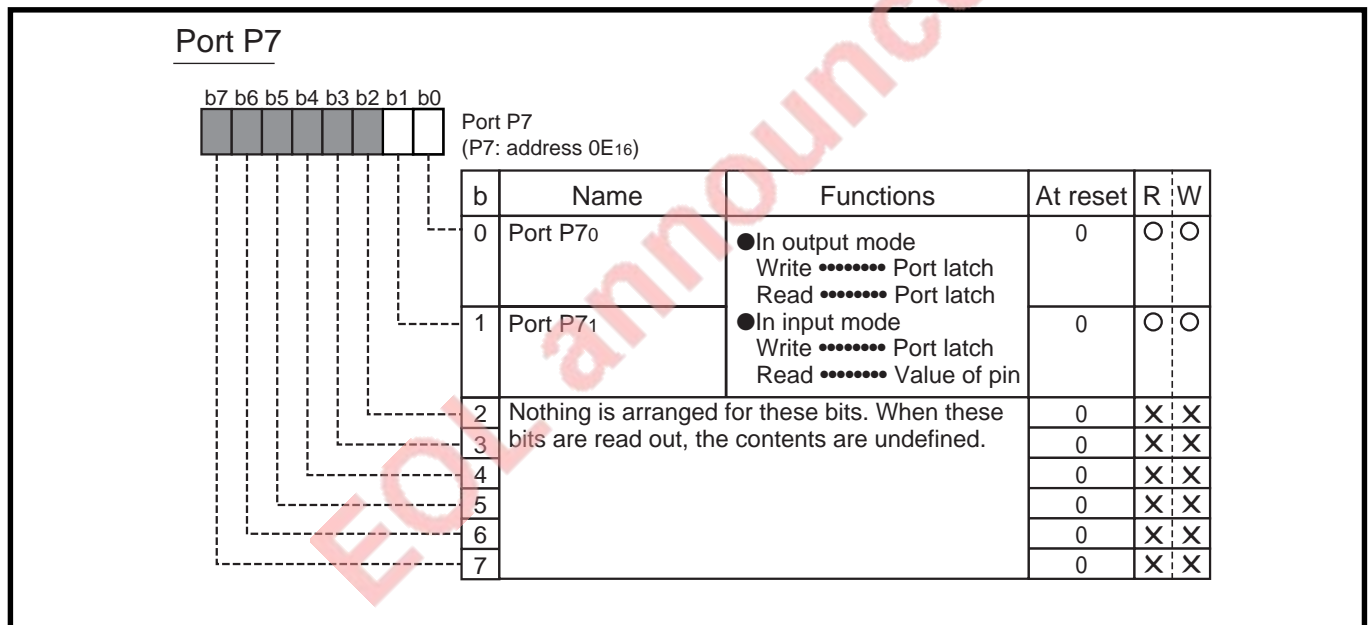 Port P7
b7 b6 b5 b4 b3 b2 b1 b0
Port P7
(P7: address 0E16)
b Name Functions At reset R W
0 Port P70 ●In output mode 0 O O
Write •••••••• Port latch
Read •••••••• Port latch
1 Port P71 ●In input mode 0 O O
Write •••••••• Port latch
Read •••••••• Value of pin
2 Nothing is arranged for these bits. When these 0 X X
3 bits are read out, the contents are undefined. 0 X X
4 0 X X
5 0 X X
6 0 X X
7 0 X X
EOL announc